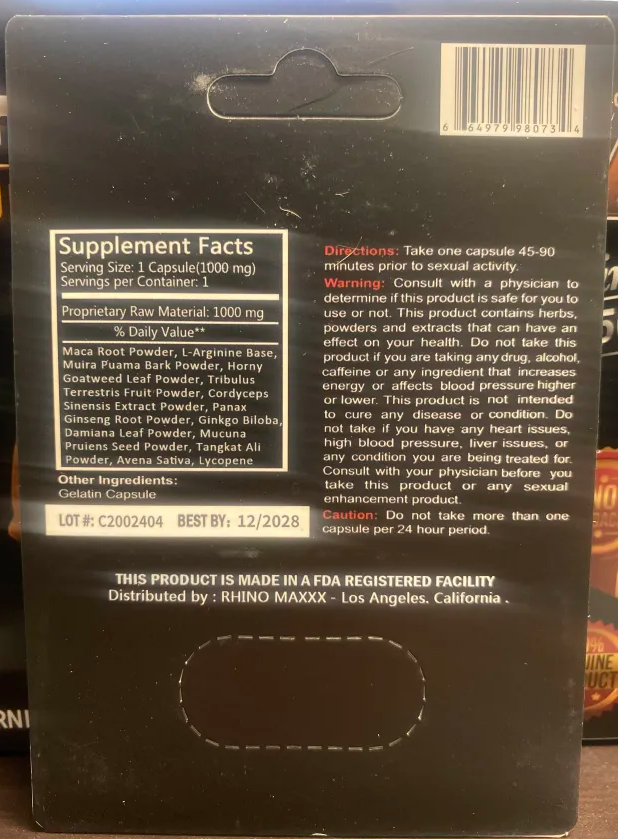 6 64979 98073 4
Supplement Facts
Serving Size: 1 Capsule(1000 mg)
Servings per Container: 1
Proprietary Raw Material: 1000 mg
% Daily Value**
Maca Root Powder, L-Arginine Base,
Muira Puama Bark Powder, Horny
Goatweed Leaf Powder, Tribulus
Terrestris Fruit Powder, Cordyceps
Sinensis Extract Powder, Panax
Ginseng Root Powder, Ginkgo Biloba,
Damiana Leaf Powder, Mucuna
Pruiens Seed Powder, Tangkat Ali
Powder, Avena Sativa, Lycopene
Other Ingredients:
Gelatin Capsule
LOT #: C2002404 BEST BY: 12/2028
Directions: Take one capsule 45-90
minutes prior to sexual activity.
Warning: Consult with a physician to
determine if this product is safe for you to
use or not. This product contains herbs,
powders and extracts that can have an
effect on your health. Do not take this
product if you are taking any drug, alcohol,
caffeine or any ingredient that increases
energy or affects blood pressure higher
or lower. This product is not intended
to cure any disease or condition. Do
not take if you have any heart issues,
high blood pressure, liver issues, or
any condition you are being treated for.
Consult with your physician before you
take this product or any sexual
enhancement product.
Caution: Do not take more than one
capsule per 24 hour period.
THIS PRODUCT IS MADE IN A FDA REGISTERED FACILITY
Distributed by : RHINO MAXXX - Los Angeles. California .